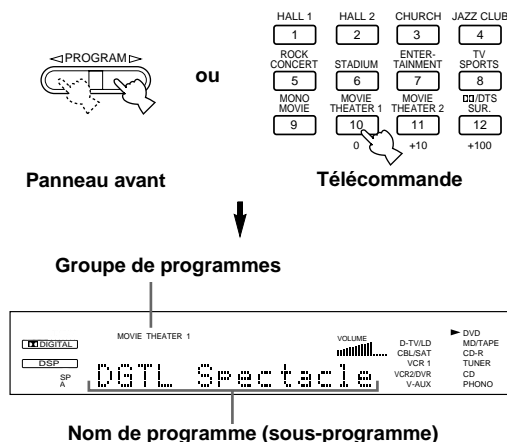 HALL 1 HALL 2 CHURCH JAZZ CLUB
1 2 3 4
ROCK CONCERT STADIUM ENTER-TAINMENT TV SPORTS
5 6 7 8
MONO MOVIE MOVIE THEATER 1 MOVIE THEATER 2 DD/DTS SUR.
9 10 11 12
0 +10 +100
PROGRAM
ou
Panneau avant
Télécommande
Groupe de programmes
MOVIE THEATER 1
DIGITAL
DSP
SP
A
VOLUME
DGTL Spectacle
D-TV/LD
CBL/SAT
VCR 1
VCR2/DVR
V-AUX
DVD
MD/TAPE
CD-R
TUNER
CD
PHONO
Nom de programme (sous-programme)